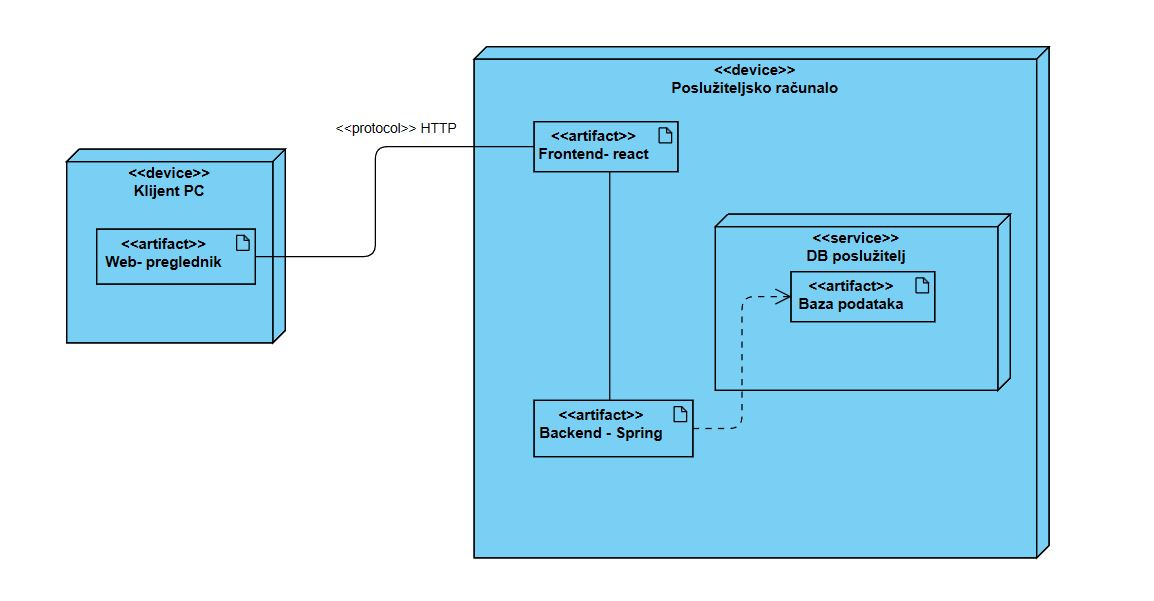 <<device>>
Poslužiteljsko računalo
<<protocol>> HTTP
<<artifact>>
Frontend- react
<<device>>
Klijent PC
<<artifact>>
Web- preglednik
<<service>>
DB poslužitelj
<<artifact>>
Baza podataka
<<artifact>>
Backend - Spring